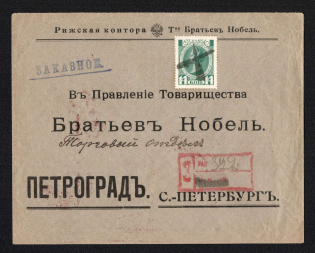 Рижская контора Т-ва Братьевъ Нобель.
ЗАКАЗНОЕ.
Въ Правленіе Товарищества
Братьевъ Нобель.
Торговый отдѣлъ
ПЕТРОГРАДЪ. С.-ПЕТЕРБУРГЪ.